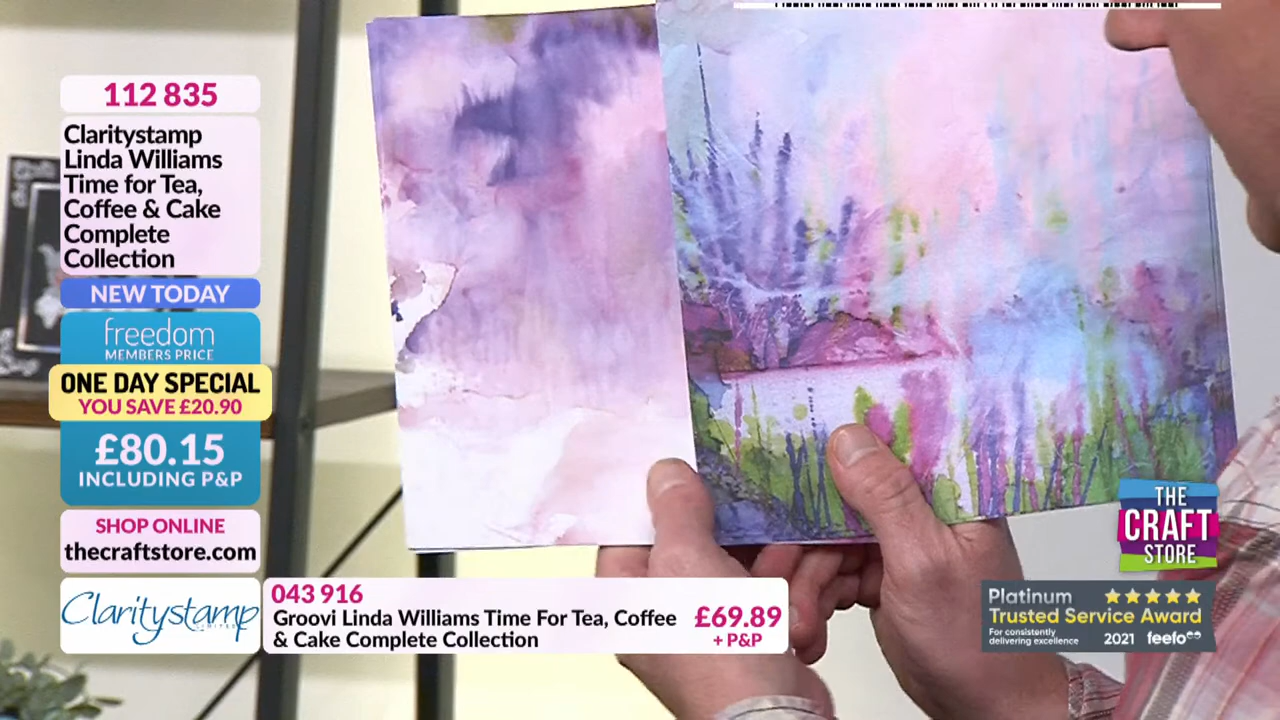 112 835
Claritystamp
Linda Williams
Time for Tea,
Coffee & Cake
Complete
Collection
NEW TODAY
freedom
MEMBERS PRICE
ONE DAY SPECIAL
YOU SAVE £20.90
£80.15
INCLUDING P&P
SHOP ONLINE
thecraftstore.com
Claritystamp
LIMITED
043 916
Groovi Linda Williams Time For Tea, Coffee
& Cake Complete Collection
£69.89
+ P&P
THE
CRAFT
STORE
Platinum
Trusted Service Award
For consistently
delivering excellence
2021 feefo